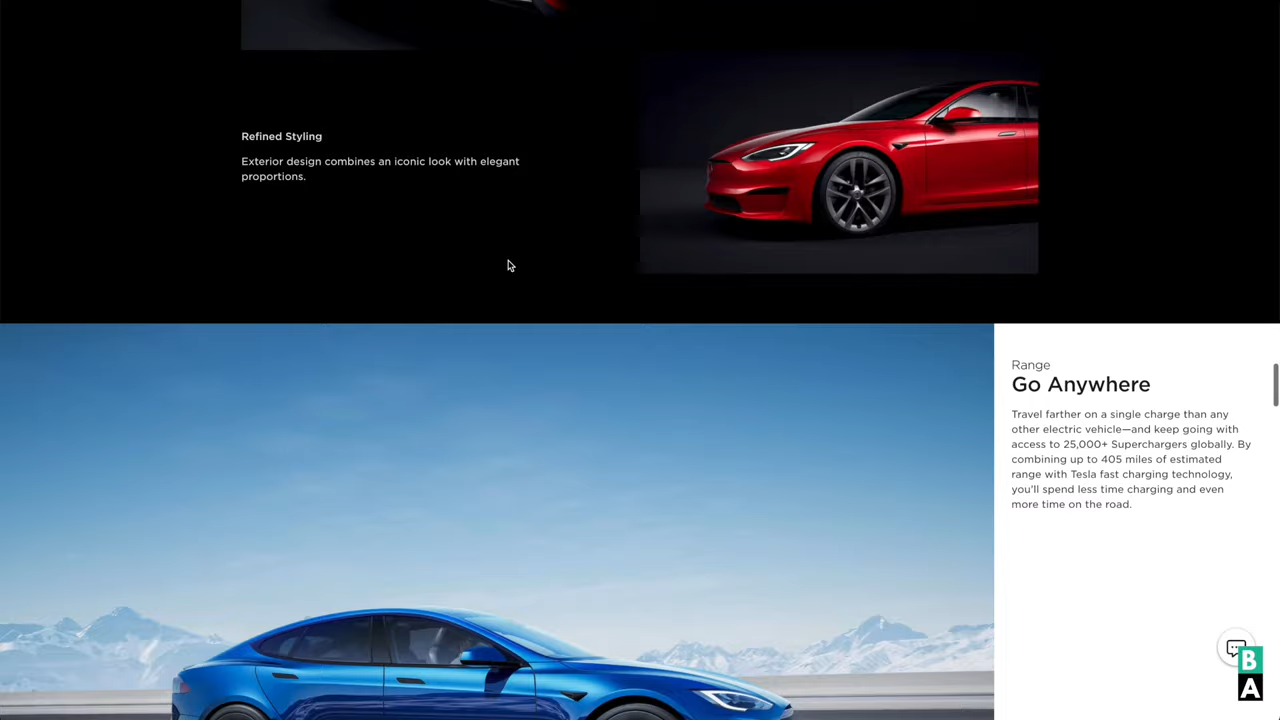 Refined Styling
Exterior design combines an iconic look with elegant
proportions.
Range
Go Anywhere
Travel farther on a single charge than any
other electric vehicle—and keep going with
access to 25,000+ Superchargers globally. By
combining up to 405 miles of estimated
range with Tesla fast charging technology,
you'll spend less time charging and even
more time on the road.
B
A